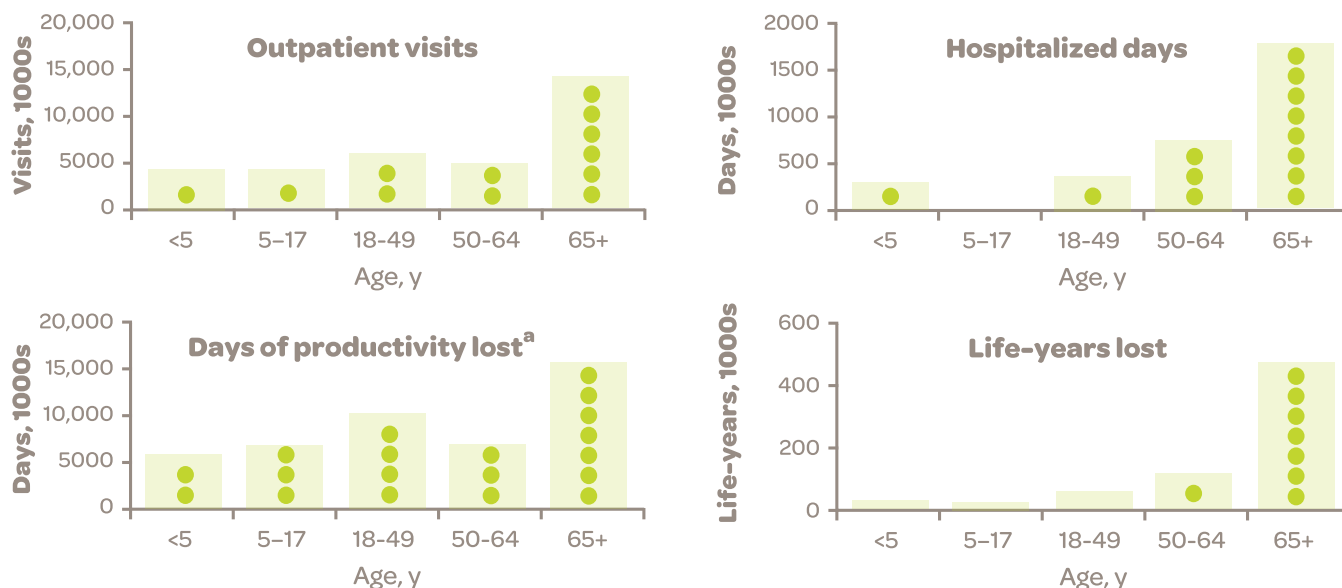 Outpatient visits
Visits, 1000s
20,000
15,000
10,000
5000
0
<5 5–17 18-49 50-64 65+
Age, y
Hospitalized days
Days, 1000s
2000
1500
1000
500
0
<5 5–17 18-49 50-64 65+
Age, y
Days of productivity lostᵃ
Days, 1000s
20,000
15,000
10,000
5000
0
<5 5–17 18-49 50-64 65+
Age, y
Life-years lost
Life-years, 1000s
600
400
200
0
<5 5–17 18-49 50-64 65+
Age, y